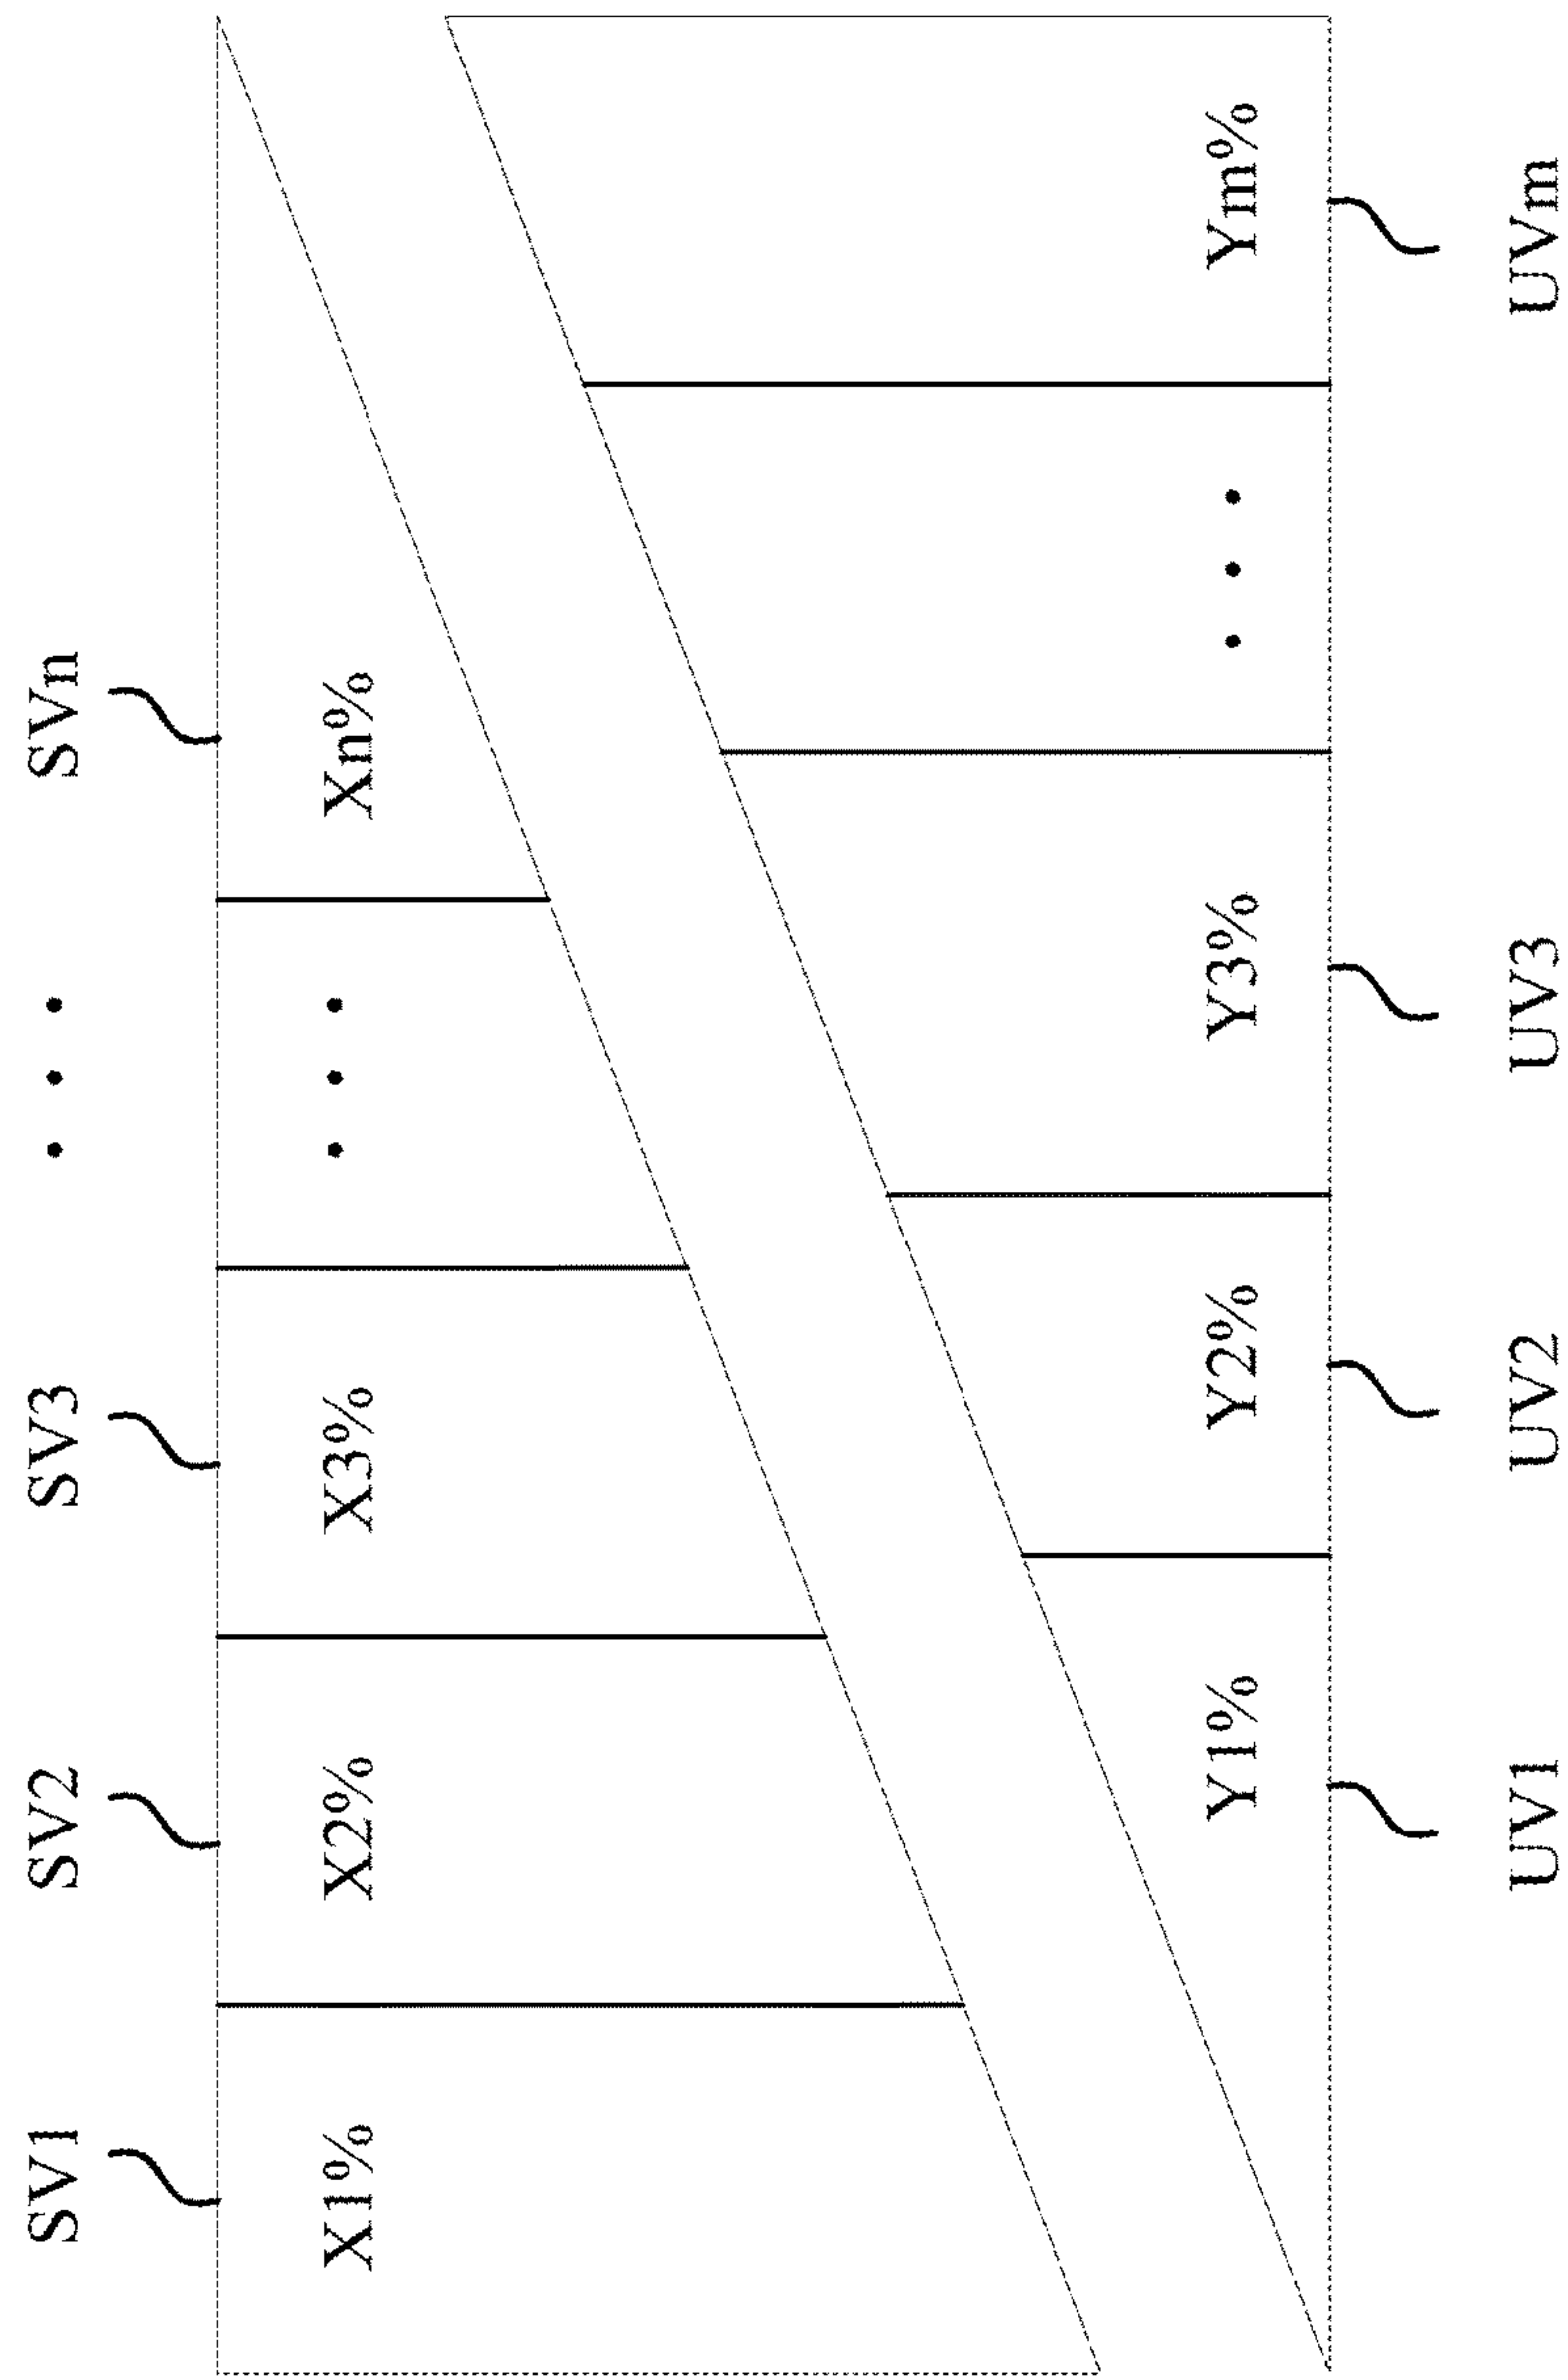 SV1 SV2 SV3 • • • SVn
X1% X2% X3% • • • Xn%
Y1% Y2% Y3% • • • Ym%
UV1 UV2 UV3 UVm